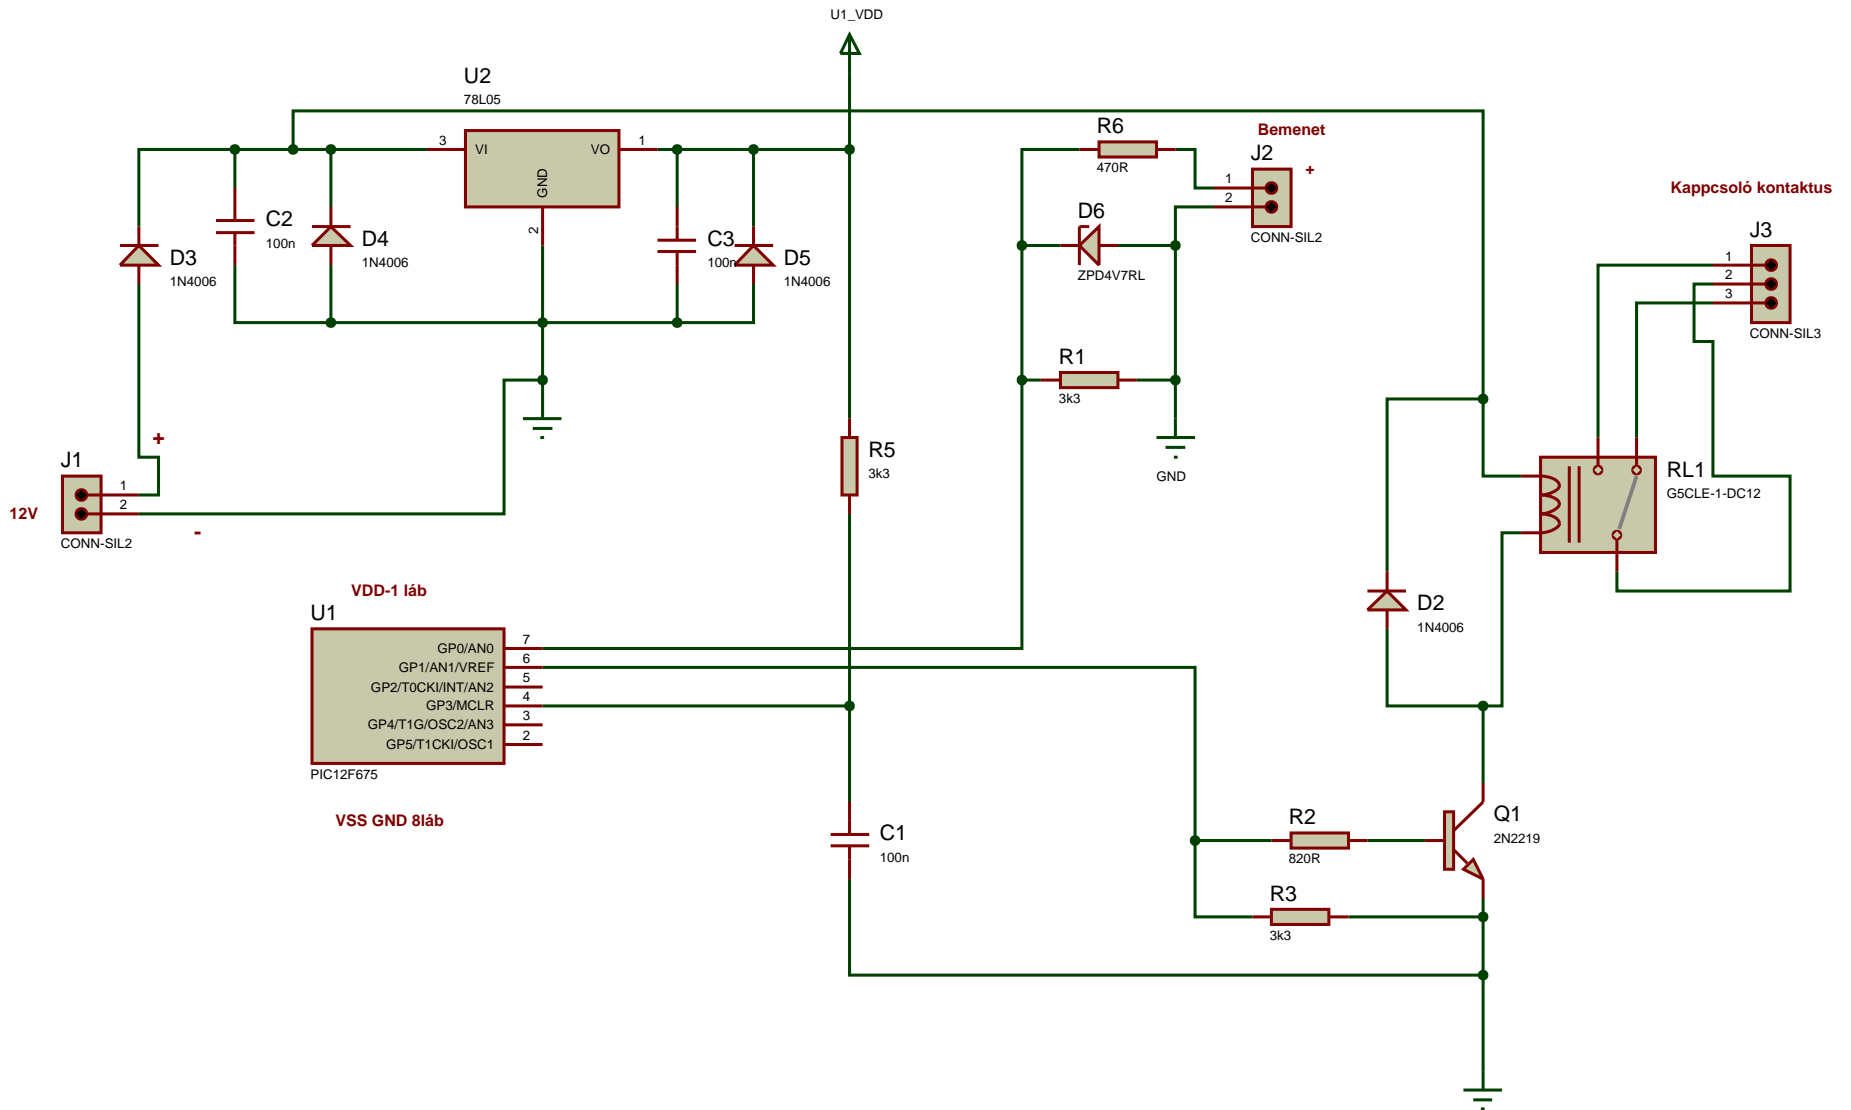 U1_VDD
U2
78L05
3
VI
VO
1
GND
2
C2
100n
D3
1N4006
D4
1N4006
C3
100n
D5
1N4006
R6
470R
Bemenet
J2
+
1
2
CONN-SIL2
D6
ZPD4V7RL
R1
3k3
GND
Kappcsoló kontaktus
J3
1
2
3
CONN-SIL3
R5
3k3
+
J1
1
2
12V
-
CONN-SIL2
RL1
G5CLE-1-DC12
VDD-1 láb
U1
GP0/AN0
7
GP1/AN1/VREF
6
GP2/T0CKI/INT/AN2
5
GP3/MCLR
4
GP4/T1G/OSC2/AN3
3
GP5/T1CKI/OSC1
2
PIC12F675
VSS GND 8láb
D2
1N4006
C1
100n
R2
820R
Q1
2N2219
R3
3k3